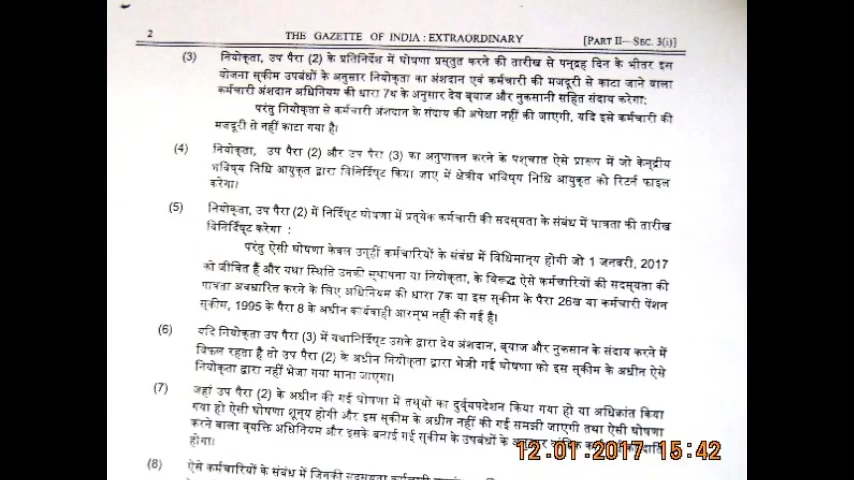 2 THE GAZETTE OF INDIA : EXTRAORDINARY [PART II—SEC. 3(i)]
(3) नियोक्ता, उप पैरा (2) के प्रतिनिर्देश में घोषणा प्रस्तुत करने की तारीख से पन्द्रह दिन के भीतर इस
योजना स्कीम उपबंधों के अनुसार नियोक्ता का अंशदान एवं कर्मचारी की मजदूरी से काटा जाने वाला
कर्मचारी अंशदान अधिनियम की धारा 7थ के अनुसार देय ब्याज और नुकसानी सहित संदाय करेगा:
परंतु नियोक्ता से कर्मचारी अंशदान के संदाय की अपेक्षा नहीं की जाएगी, यदि इसे कर्मचारी की
मजदूरी से नहीं काटा गया है।
(4) नियोक्ता, उप पैरा (2) और उप पैरा (3) का अनुपालन करने के पश्चात ऐसे प्रारूप में जो केन्द्रीय
भविष्य निधि आयुक्त द्वारा विनिर्दिष्ट किया जाए में क्षेत्रीय भविष्य निधि आयुक्त को रिटर्न फाइल
करेगा।
(5) नियोक्ता, उप पैरा (2) में निर्दिष्ट घोषणा में प्रत्येक कर्मचारी की सदस्यता के संबंध में पात्रता की तारीख
विनिर्दिष्ट करेगा :
परंतु ऐसी घोषणा केवल उन्हीं कर्मचारियों के संबंध में विधिमान्य होगी जो 1 जनवरी, 2017
को जीवित हैं और यथा स्थिति उनकी स्थापना या नियोक्ता, के विरूद्ध ऐसे कर्मचारियों की सदस्यता की
पात्रता अवधारित करने के लिए अधिनियम की धारा 7क या इस स्कीम के पैरा 26ख या कर्मचारी पेंशन
स्कीम, 1995 के पैरा 8 के अधीन कार्यवाही आरम्भ नहीं की गई है।
(6) यदि नियोक्ता उप पैरा (3) में यथानिर्दिष्ट उसके द्वारा देय अंशदान, ब्याज और नुकसान के संदाय करने में
विफल रहता है तो उप पैरा (2) के अधीन नियोक्ता द्वारा भेजी गई घोषणा को इस स्कीम के अधीन ऐसे
नियोक्ता द्वारा नहीं भेजा गया माना जाएगा।
(7) जहां उप पैरा (2) के अधीन की गई घोषणा में तथ्यों का दुर्व्यपदेशन किया गया हो या अधिक्रांत किया
गया हो ऐसी घोषणा शून्य होगी और इस स्कीम के अधीन नहीं की गई समझी जाएगी तथा ऐसी घोषणा
करने वाला व्यक्ति अधिनियम और इसके बनाई गई स्कीम के उपबंधों के
होगा।
(8) ऐसे कर्मचारियों के संबंध में जिनकी सदस्यता
12.01.2017 15:42